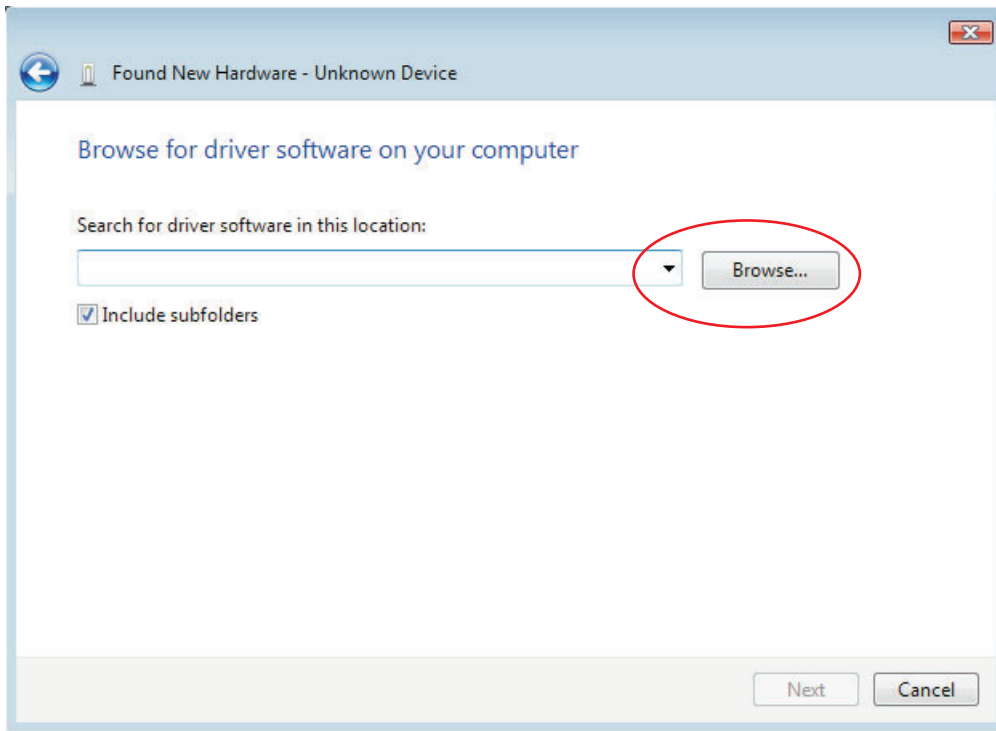 Found New Hardware - Unknown Device
Browse for driver software on your computer
Search for driver software in this location:
Browse...
Include subfolders
Next
Cancel